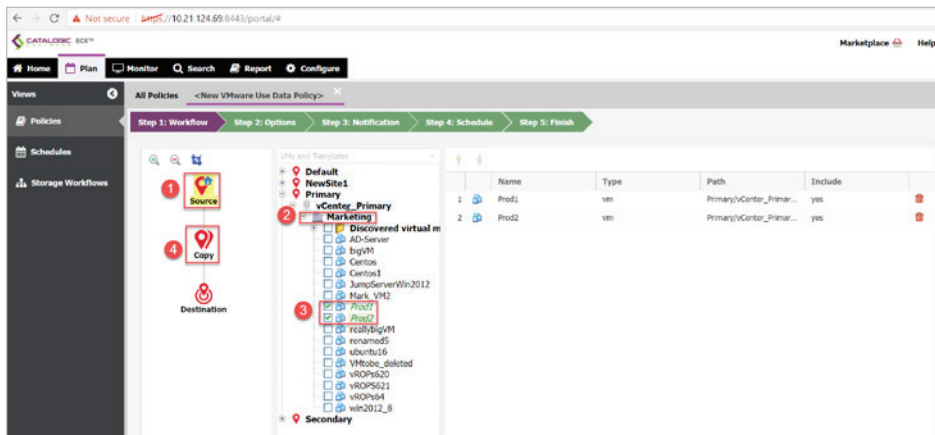 Not secure https://10.21.124.69:8443/portal/#
CATALOGIC ECX™
Marketplace Help
Home Plan Monitor Q Search Report Configure
Views All Policies <New VMware Use Data Policy>
Policies Step 1: Workflow Step 2: Options Step 3: Notification Step 4: Schedule Step 5: Finish
Schedules
Storage Workflows
1
Source
4
Copy
Destination
VMs and Templates
Default
NewSite1
Primary
vCenter_Primary
2 Marketing
Discovered virtual m
AD-Server
bigVM
Centos
Centos1
JumpServerWin2012
Mark_VM2
3 Prod1
Prod2
reallybigVM
renamed5
ubuntu16
VMtobe_deleted
vROPs620
vROPS621
vROPs64
win2012_8
Secondary
Name Type Path Include
1 Prod1 vm Primary/vCenter_Primar... yes
2 Prod2 vm Primary/vCenter_Primar... yes